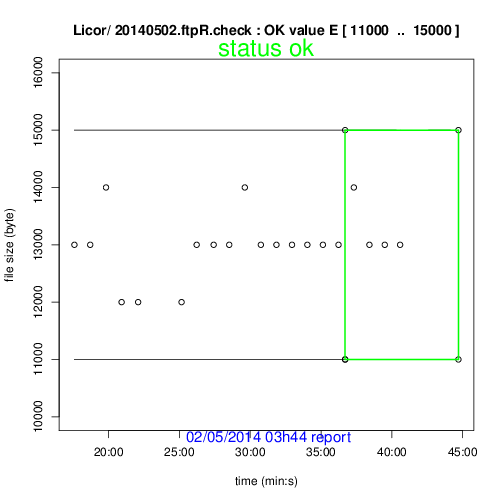 Licor/ 20140502.ftpR.check : OK value E [ 11000 .. 15000 ]
status ok
16000
15000
14000
13000
12000
11000
10000
file size (byte)
02/05/2014 03h44 report
20:00 25:00 30:00 35:00 40:00 45:00
time (min:s)